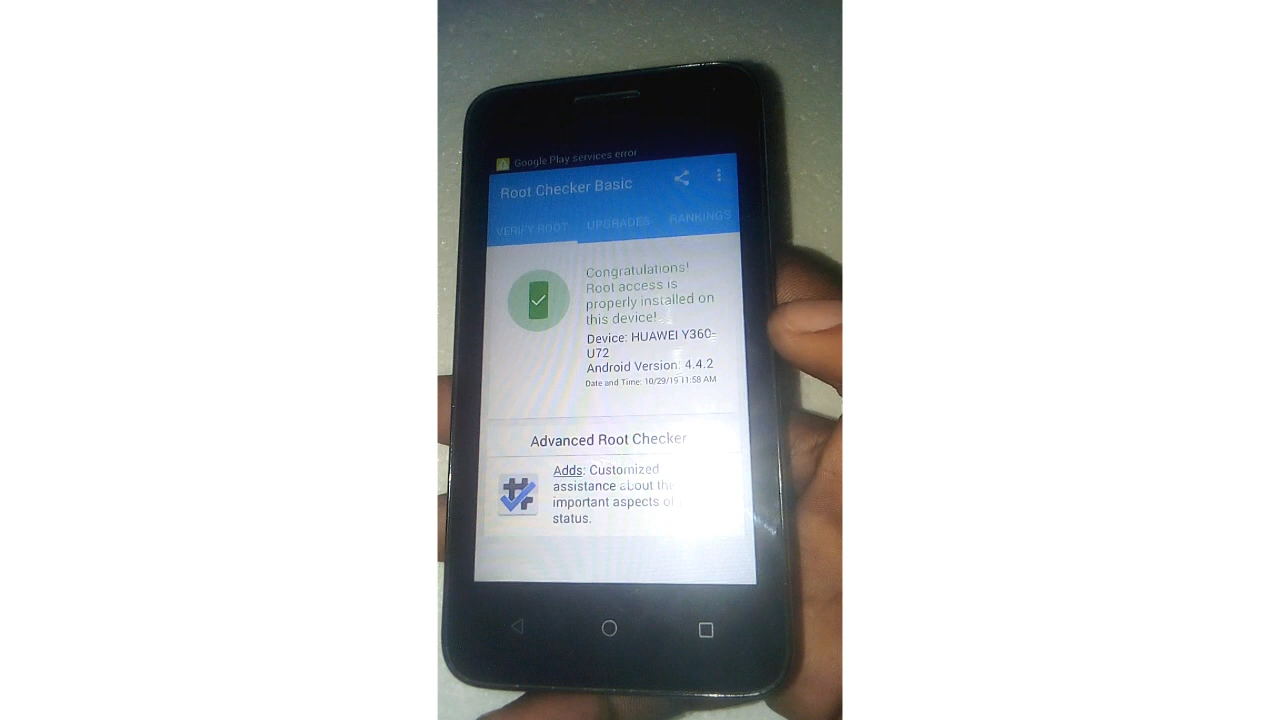 Google Play services error
Root Checker Basic
VERIFY ROOT UPGRADES RANKINGS
Congratulations!
Root access is
properly installed on
this device!
Device: HUAWEI Y360-
U72
Android Version: 4.4.2
Date and Time: 10/29/19 11:58 AM
Advanced Root Checker
Adds: Customized
assistance about the
important aspects of
status.